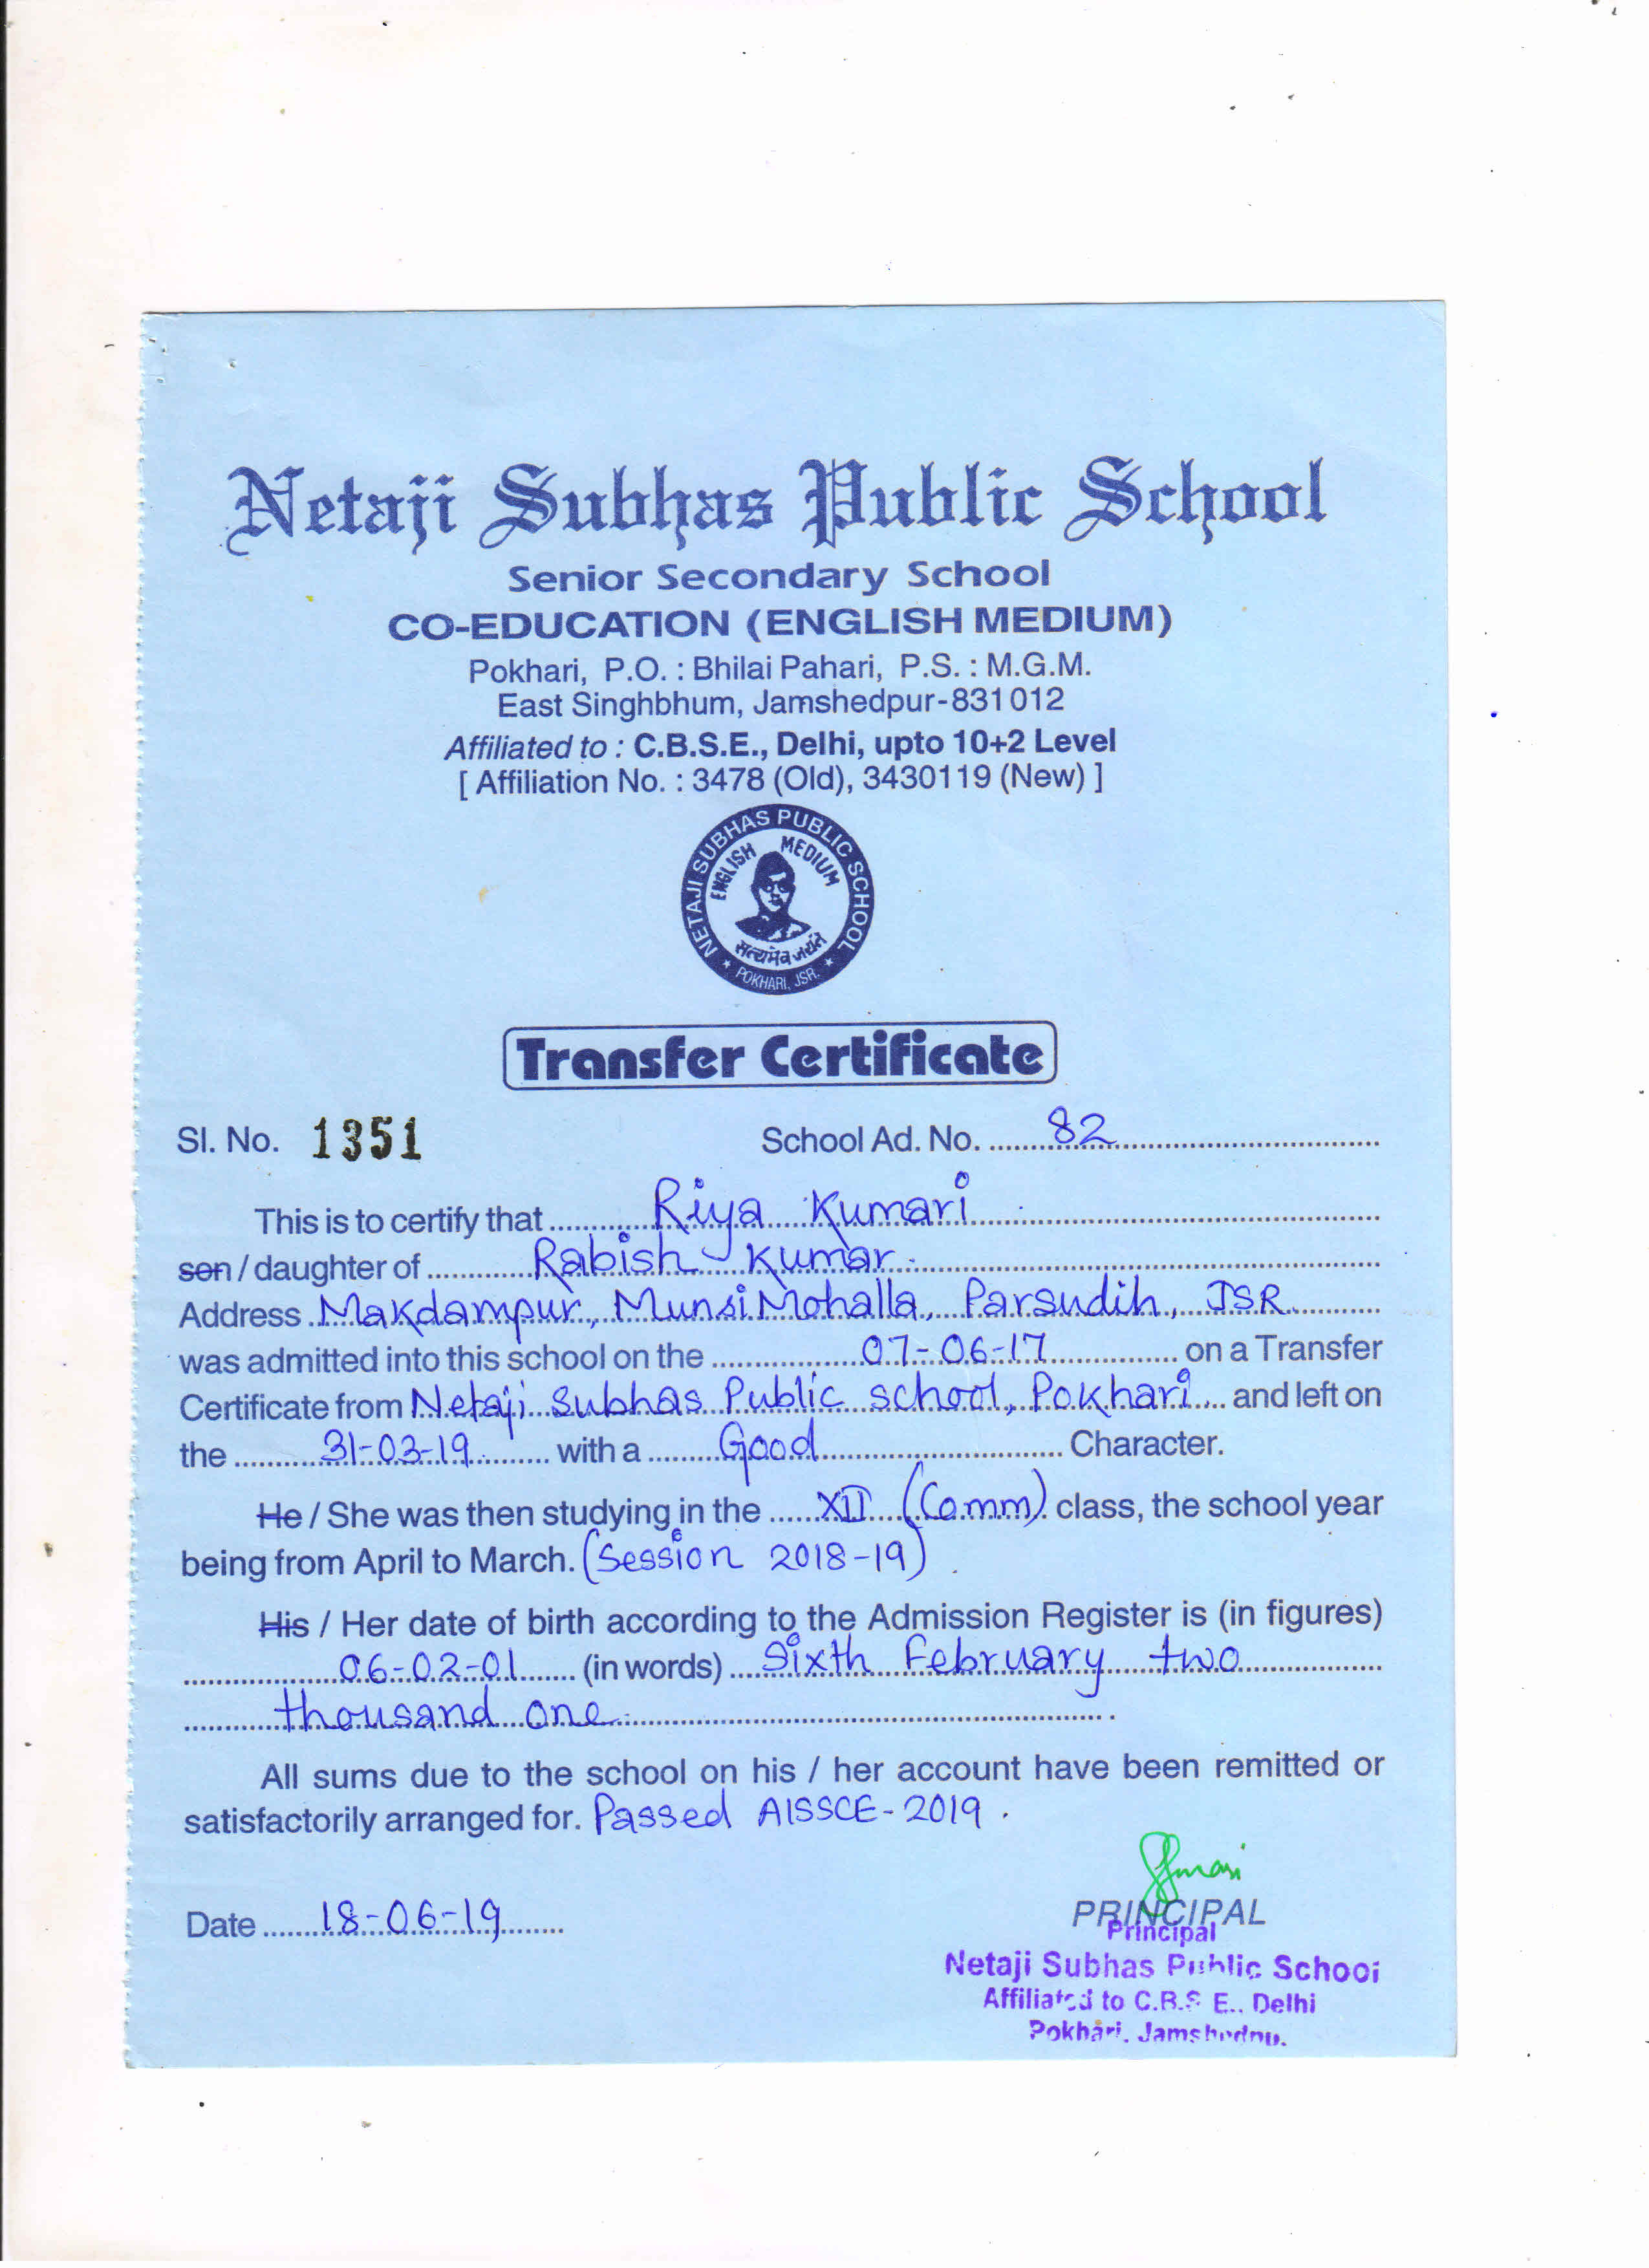 Netaji Subhas Public School
Senior Secondary School
CO-EDUCATION (ENGLISH MEDIUM)
Pokhari, P.O. : Bhilai Pahari, P.S. : M.G.M.
East Singhbhum, Jamshedpur-831012
Affiliated to : C.B.S.E., Delhi, upto 10+2 Level
[ Affiliation No. : 3478 (Old), 3430119 (New) ]
NETAJI SUBHAS PUBLIC SCHOOL
ENGLISH MEDIUM
सत्यमेव जयते
POKHARI, JSR.
Transfer Certificate
Sl. No. 1351 School Ad. No. 82
This is to certify that Riya Kumari
son / daughter of Rabish Kumar
Address Makdampur, Munsi Mohalla, Parsudih, JSR
was admitted into this school on the 07-06-17 on a Transfer
Certificate from Netaji Subhas Public school, Pokhari and left on
the 31-03-19 with a Good Character.
He / She was then studying in the XII (Comm) class, the school year
being from April to March. (Session 2018-19)
His / Her date of birth according to the Admission Register is (in figures)
06-02-01 (in words) Sixth February two
thousand one
All sums due to the school on his / her account have been remitted or
satisfactorily arranged for. Passed AISSCE-2019.
Date 18-06-19
PRINCIPAL
Principal
Netaji Subhas Public School
Affiliated to C.B.S.E., Delhi
Pokhari,